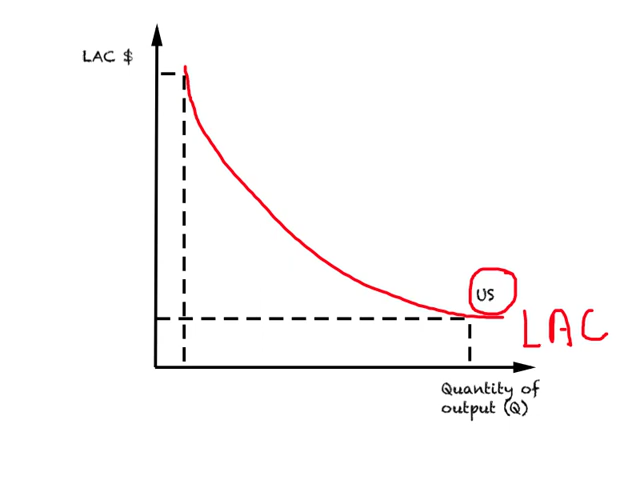 LAC $
US
LAC
Quantity of
output (Q)